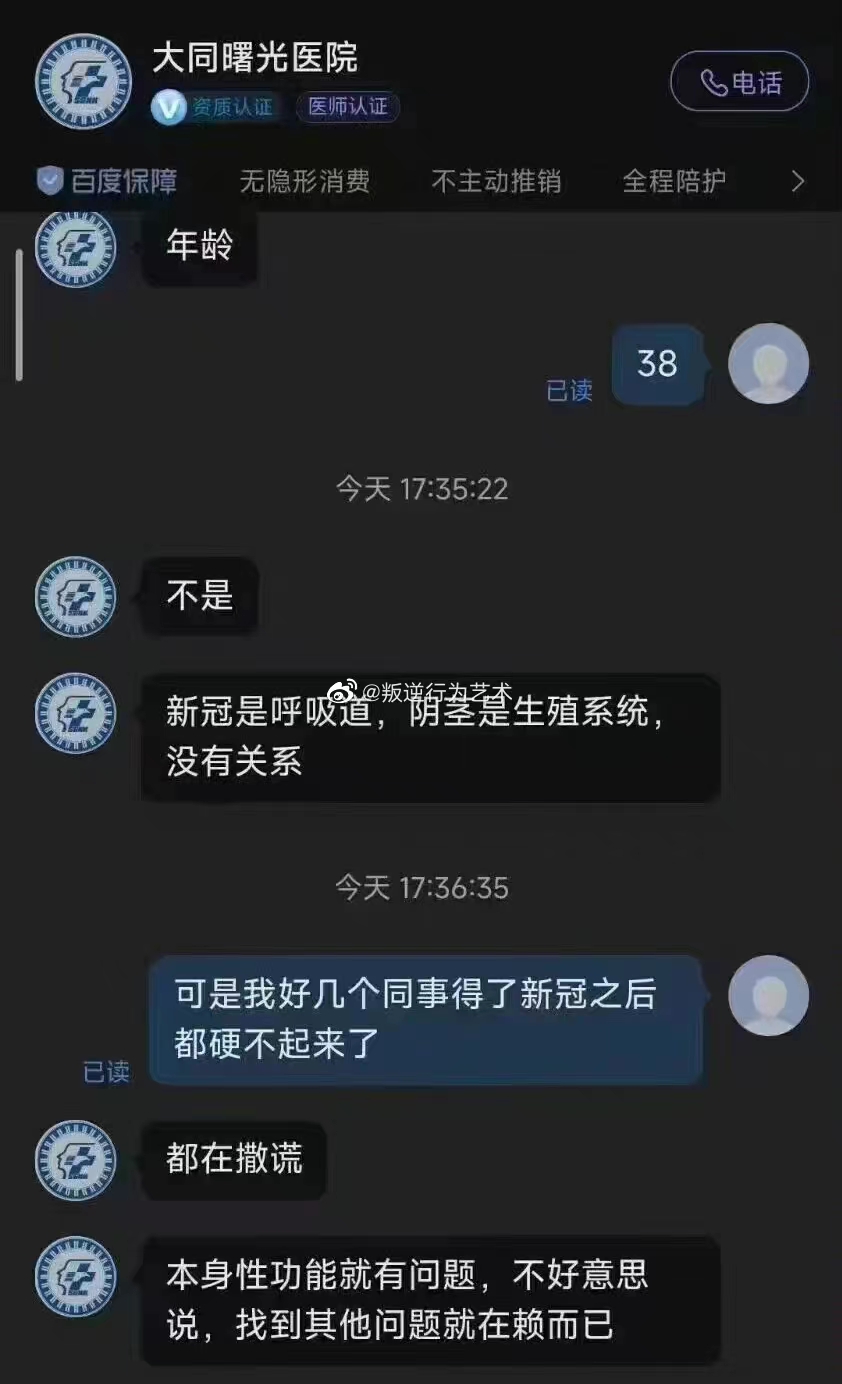 大同曙光医院
电话
V 资质认证 医师认证
百度保障 无隐形消费 不主动推销 全程陪护
年龄
38
已读
今天 17:35:22
不是
@叛逆行为艺术
新冠是呼吸道，阴茎是生殖系统，
没有关系
今天 17:36:35
可是我好几个同事得了新冠之后
都硬不起来了
已读
都在撒谎
本身性功能就有问题，不好意思
说，找到其他问题就在赖而已